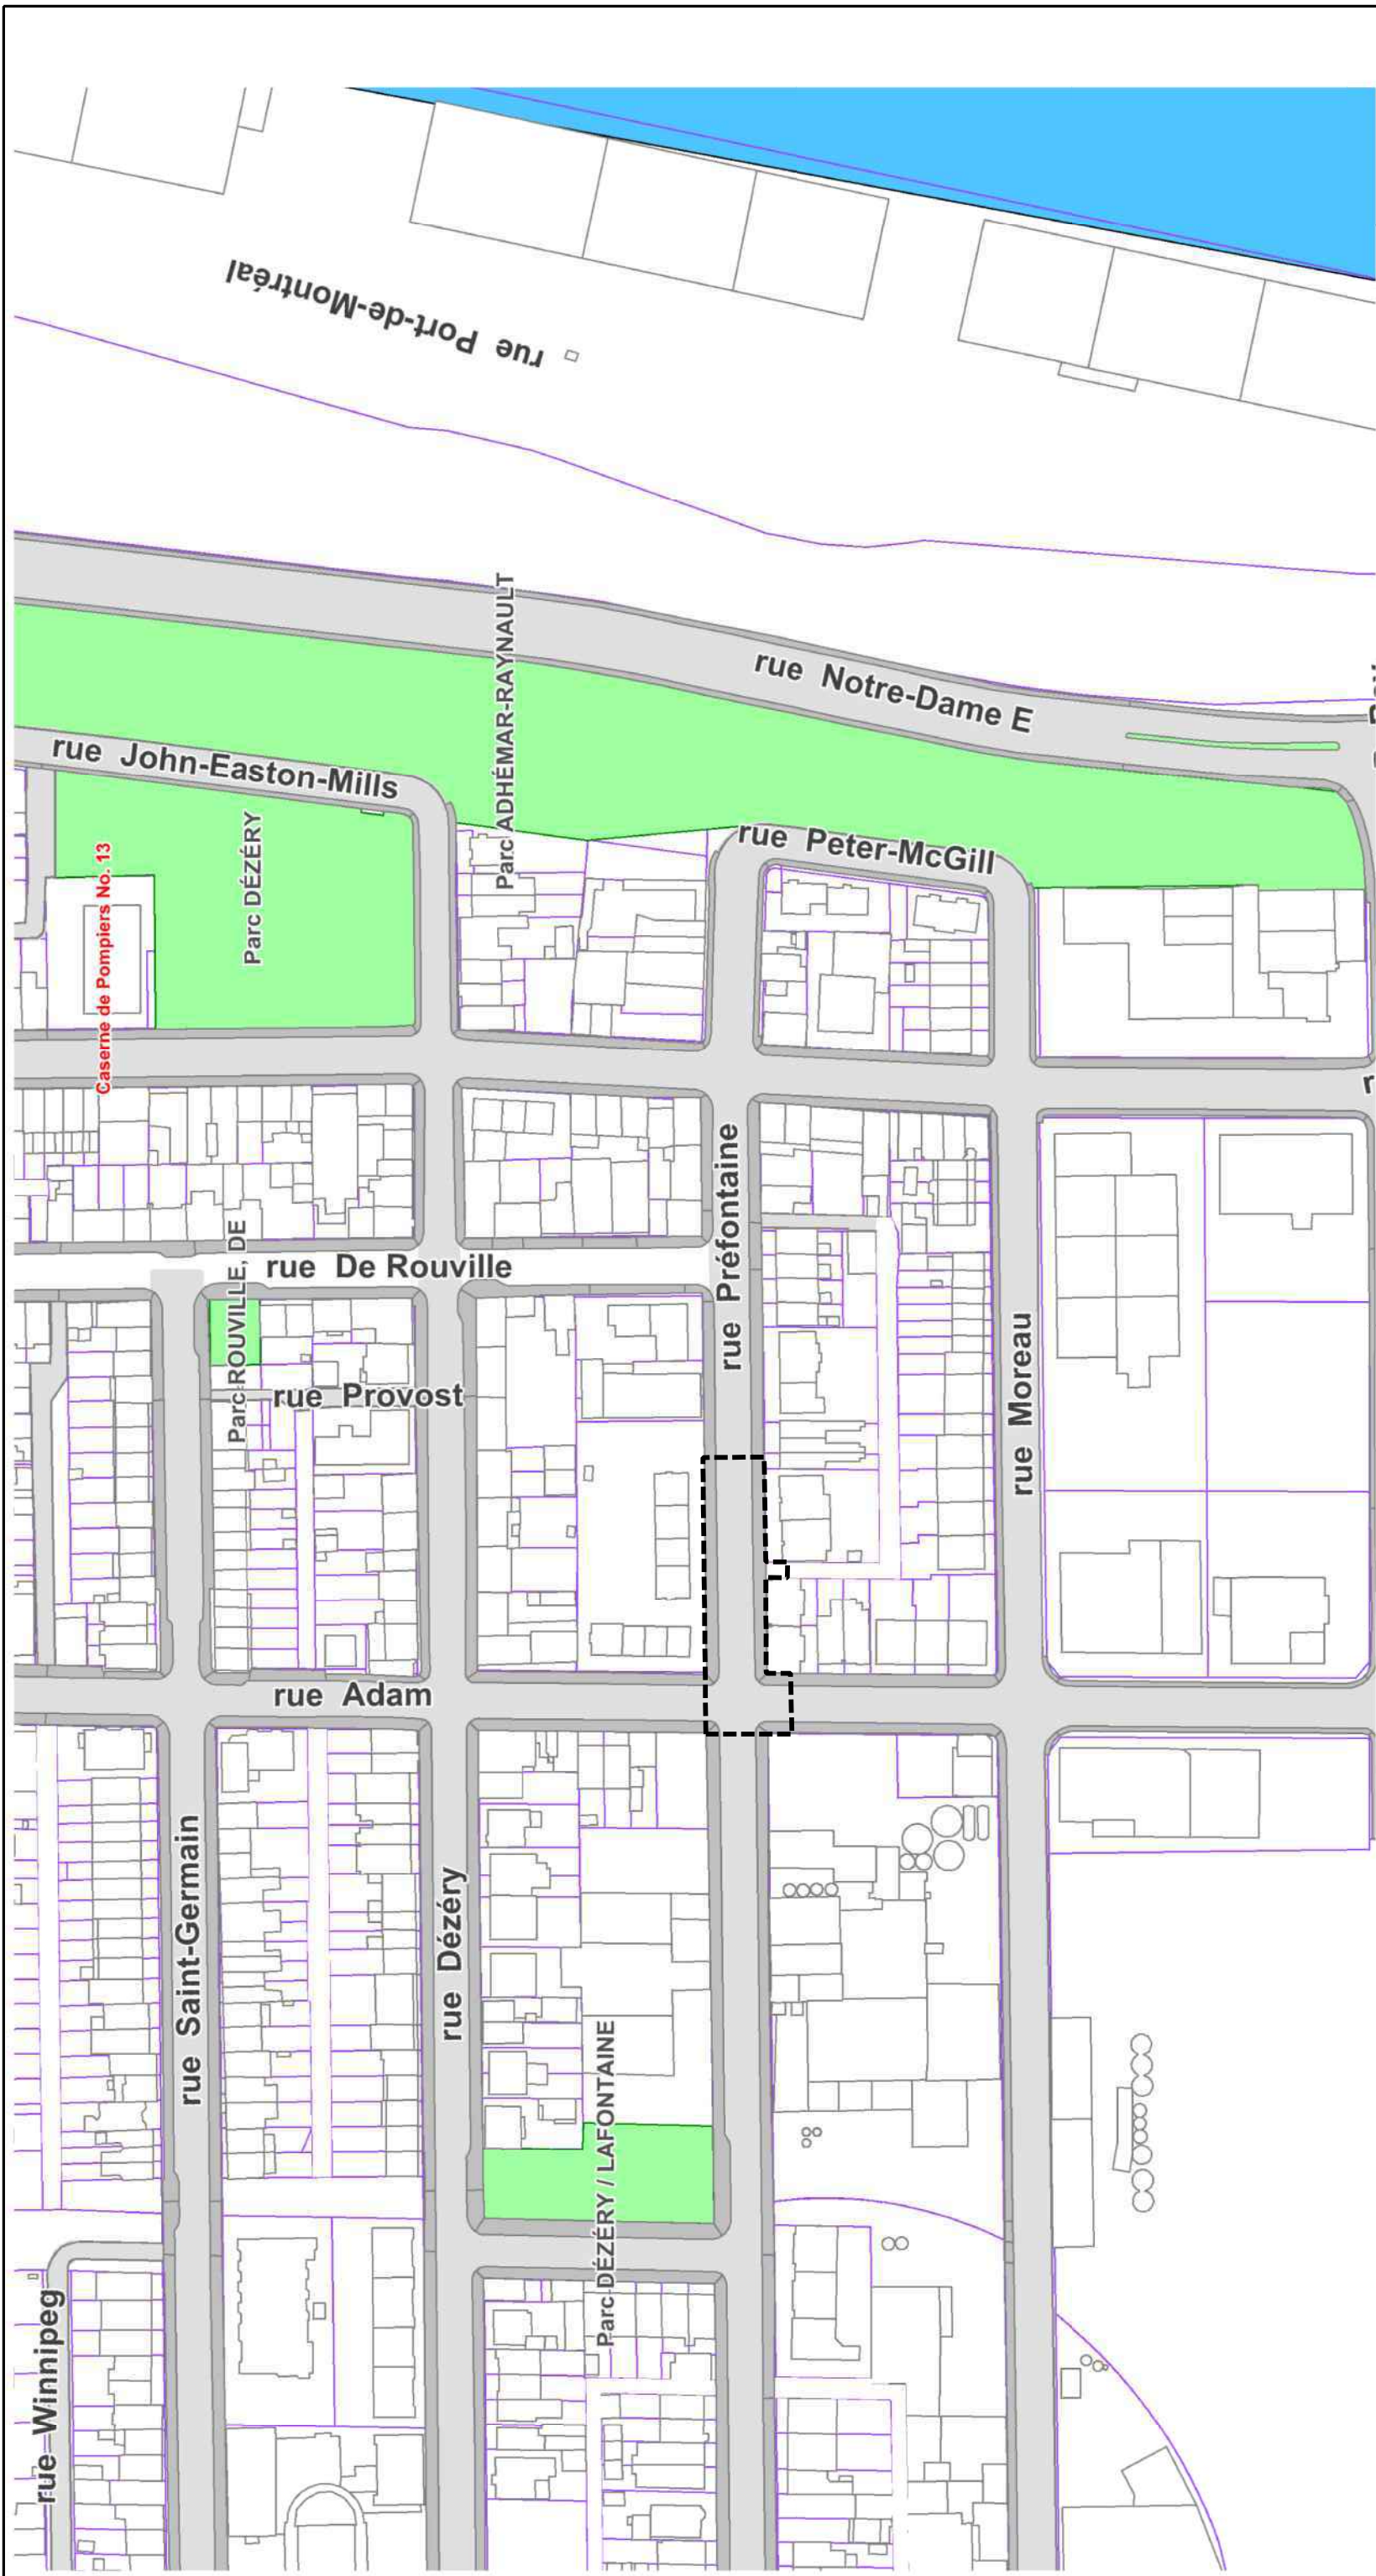 rue Port-de-Montréal
Parc ADHÉMAR-RAYNAULT
rue Notre-Dame E
rue John-Easton-Mills
Parc DÉZÉRY
Caserne de Pompiers No. 13
rue Peter-McGill
rue Préfontaine
Parc ROUVILLE, DE
rue De Rouville
rue Moreau
rue Provost
rue Adam
rue Saint-Germain
rue Dézéry
Parc DÉZÉRY / LAFONTAINE
rue Winnipeg